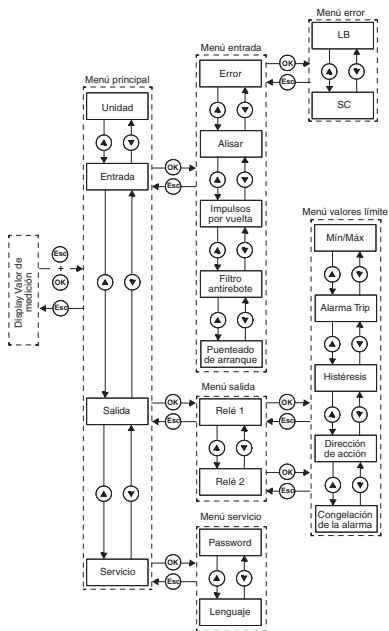 Menú error
LB
OK
Esc
SC
Menú entrada
Error
Alisar
Impulsos
por vuelta
Filtro
antirebote
Puenteado
de arranque
Menú principal
Unidad
Entrada
OK
Esc
Salida
OK
Esc
Servicio
OK
Esc
Display Valor de
medición
Esc
+
OK
Esc
Menú salida
Relé 1
OK
Esc
Relé 2
OK
Esc
Menú servicio
Password
Lenguaje
Menú valores límite
Mín/Máx
Alarma Trip
Histéresis
Dirección
de acción
Congelación
de la alarma